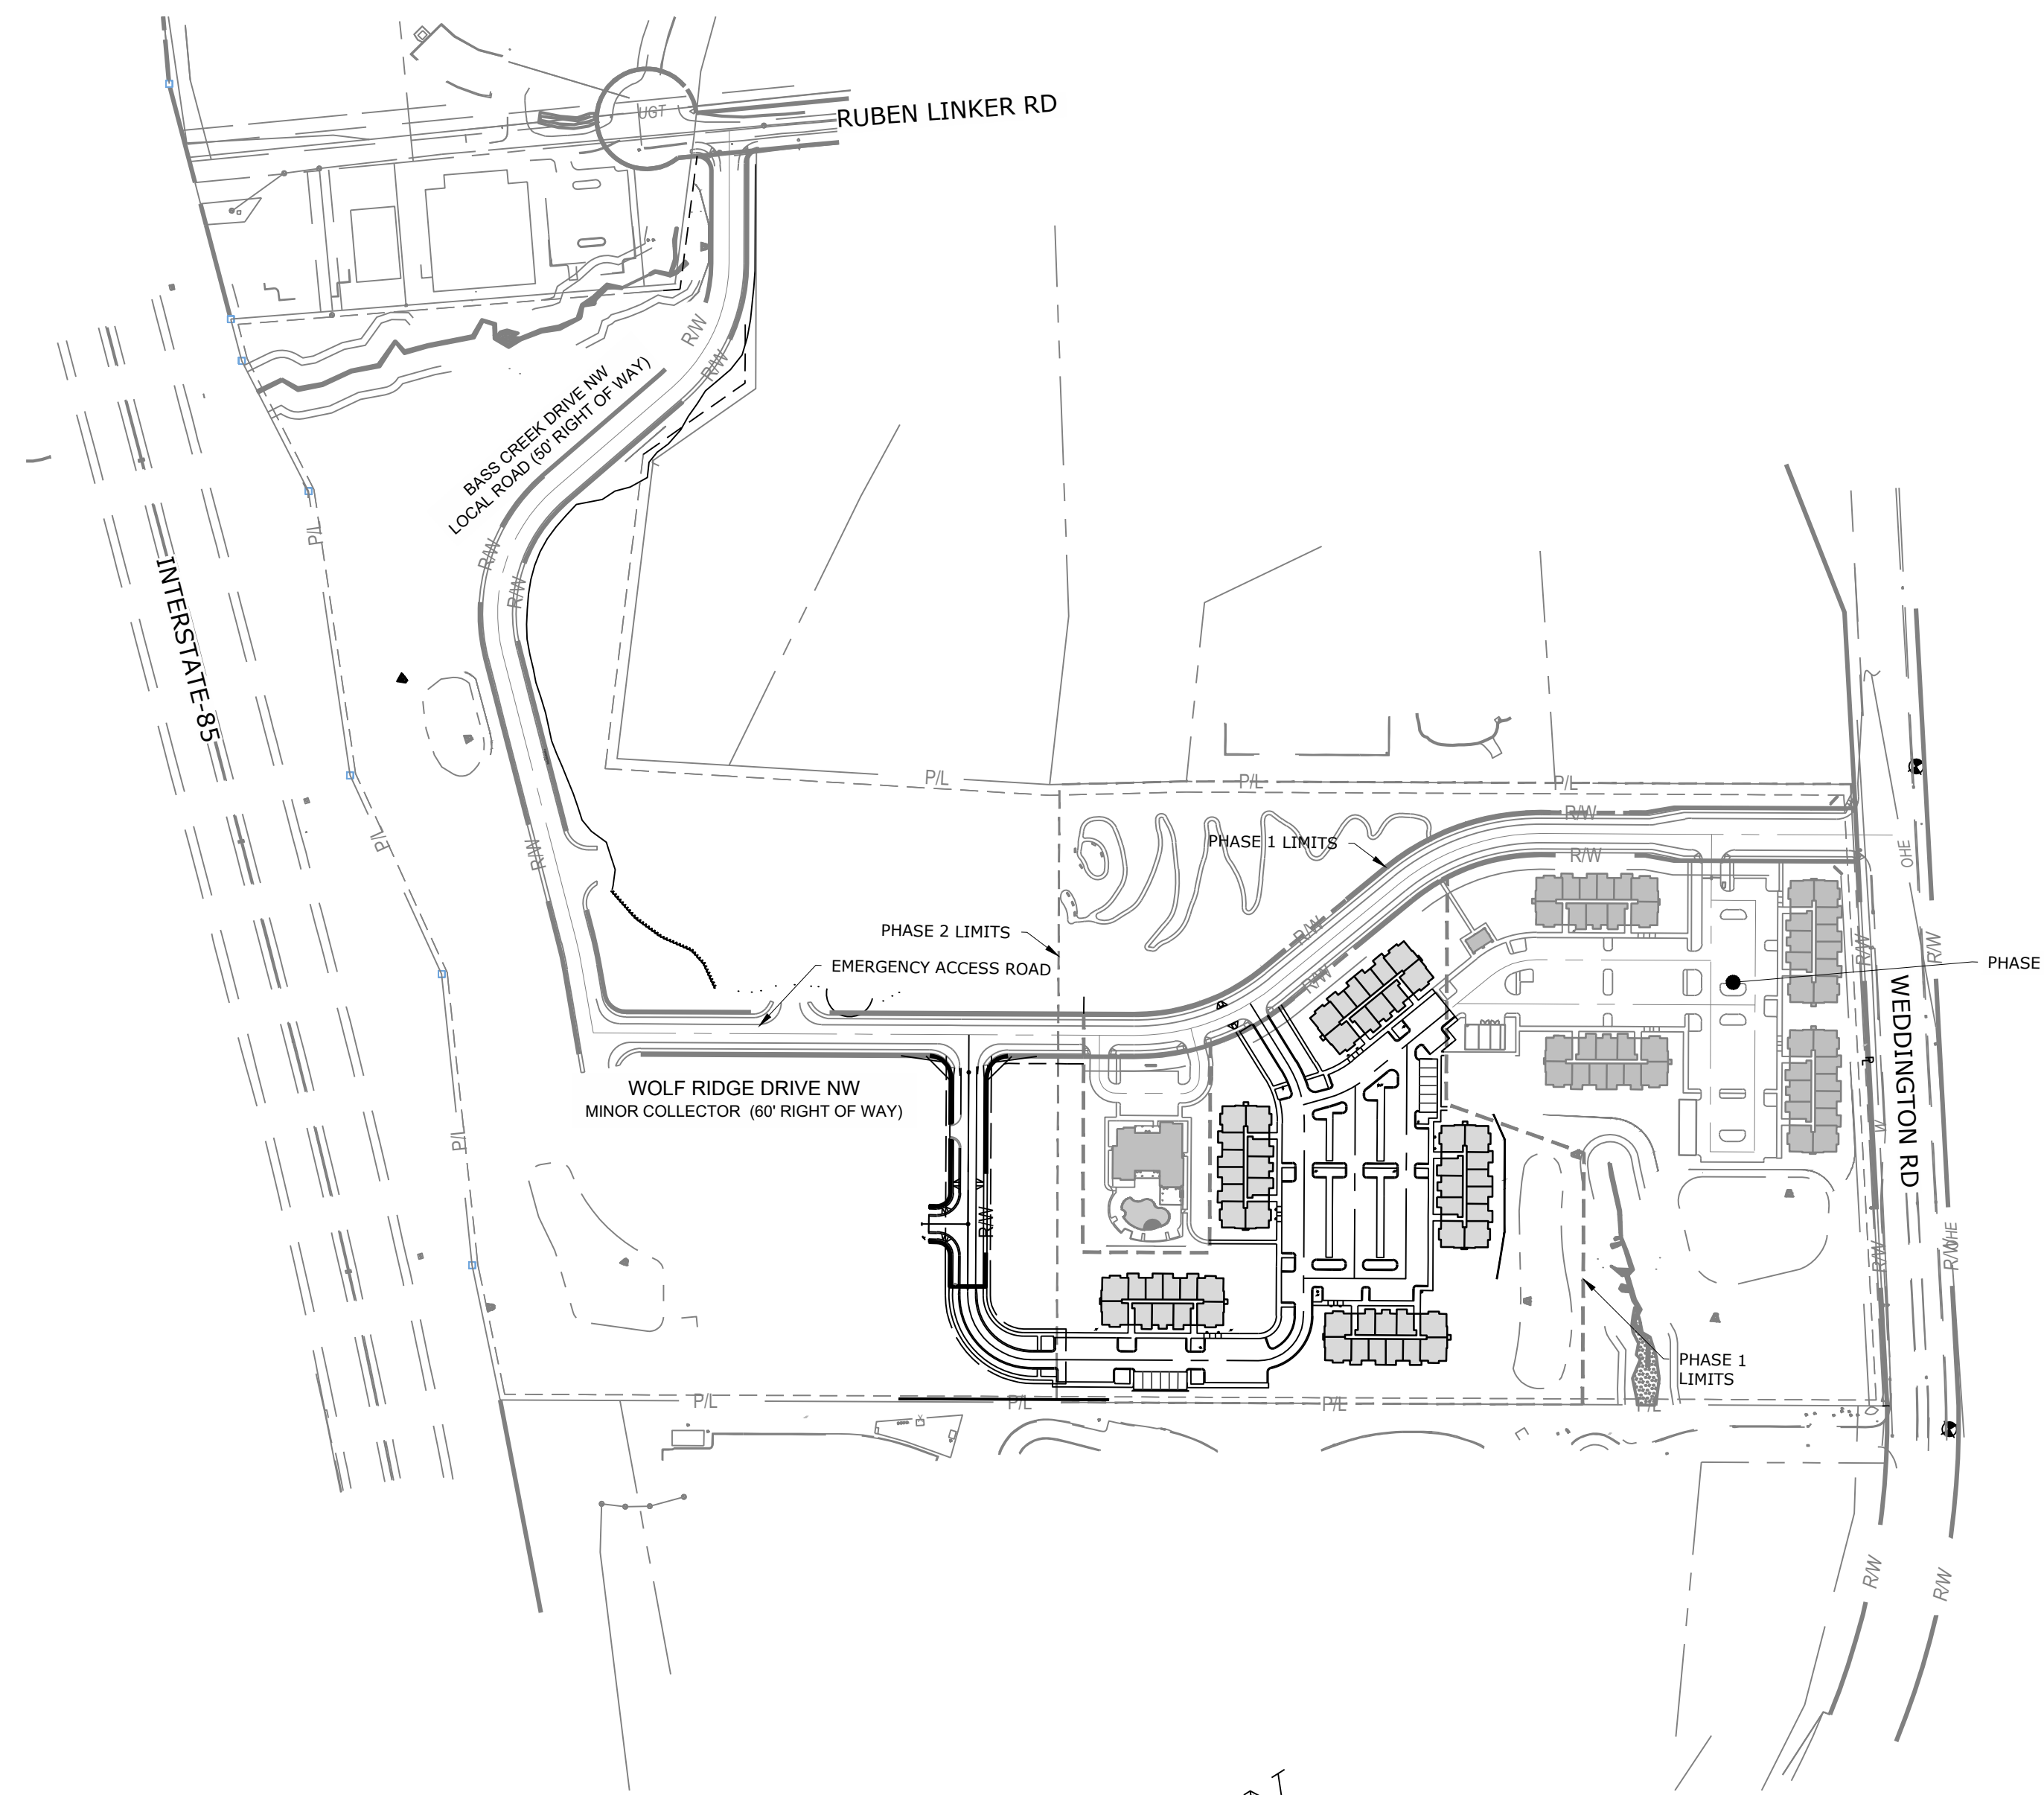 UGT
RUBEN LINKER RD
R/W
R/W
BASS CREEK DRIVE NW
LOCAL ROAD (50' RIGHT OF WAY)
P/L
R/W
R/W
INTERSTATE-85
P/L
P/L
P/L
P/L
R/W
PHASE 1 LIMITS
R/W
P/L
R/W
OHE
PHASE 2 LIMITS
R/W
R/W
R/W
EMERGENCY ACCESS ROAD
PHASE
R/W
WEDDINGTON RD
WOLF RIDGE DRIVE NW
MINOR COLLECTOR (60' RIGHT OF WAY)
P/L
R/W
R/W
R/W
OHE
PHASE 1
LIMITS
P/L
P/L
P/L
P/L
R/W
R/W